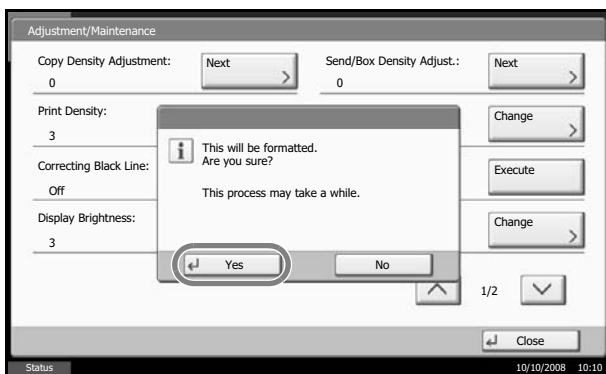 Adjustment/Maintenance
Copy Density Adjustment:
Next
Send/Box Density Adjust.:
Next
0
0
Print Density:
Change
3
This will be formatted.
Are you sure?
Correcting Black Line:
Execute
Off
This process may take a while.
Display Brightness:
Change
3
Yes
No
1/2
Close
Status
10/10/2008 10:10